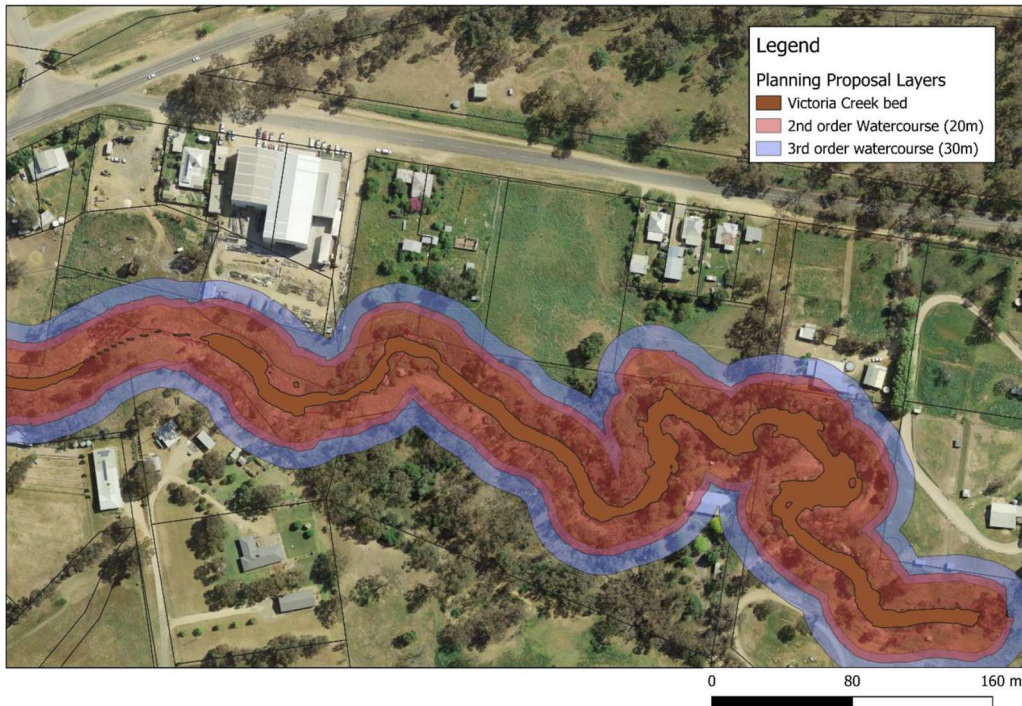 Legend
Planning Proposal Layers
Victoria Creek bed
2nd order Watercourse (20m)
3rd order watercourse (30m)
0 80 160 m